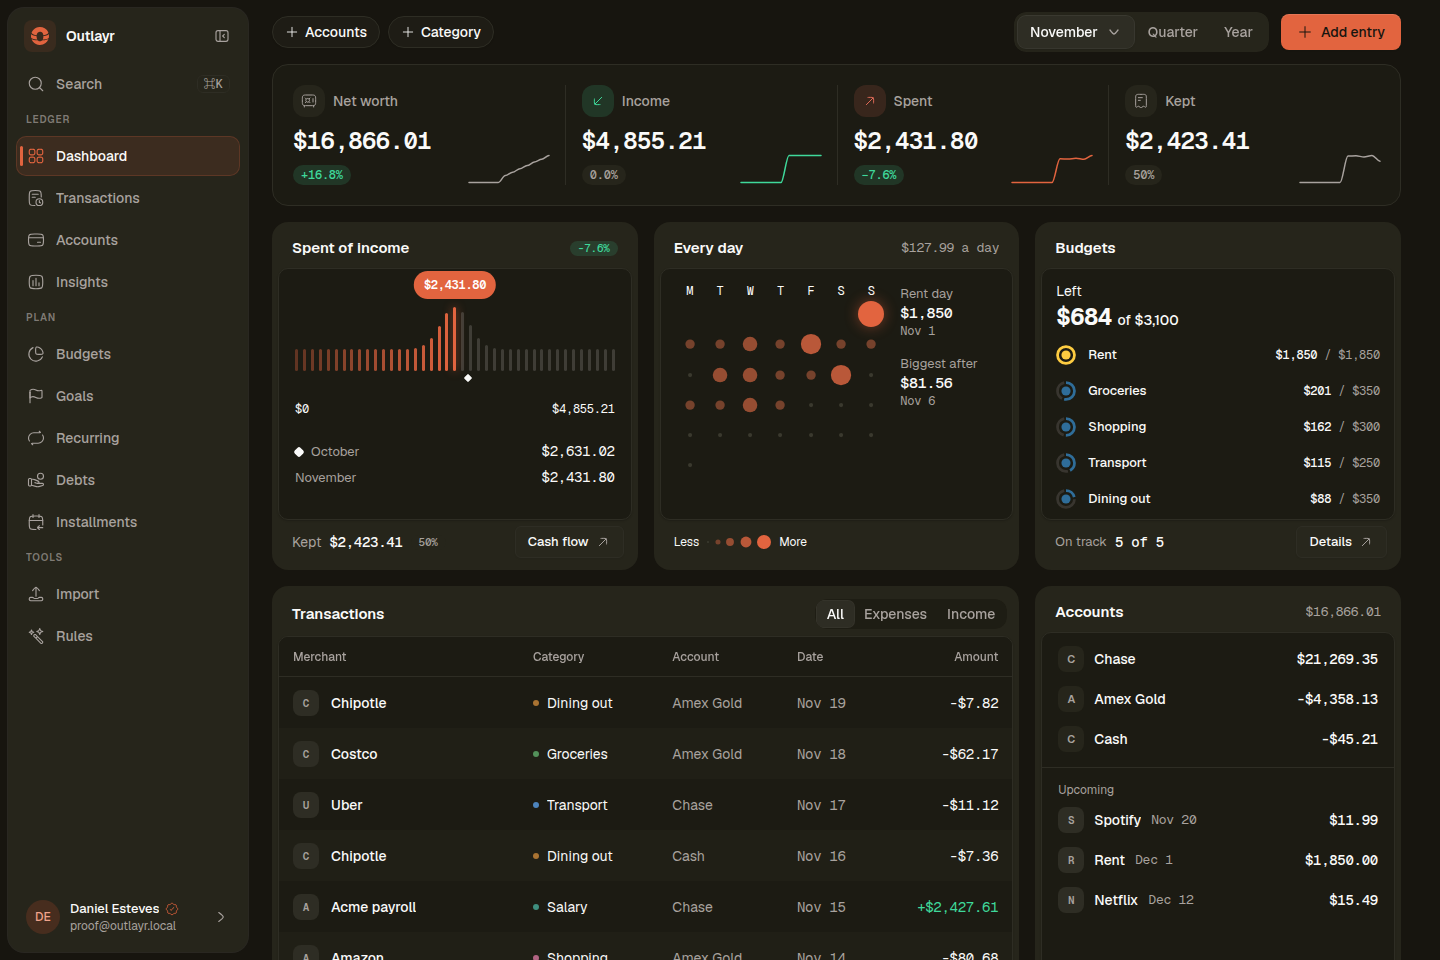 Outlayr
Search ⌘K
LEDGER
Dashboard
Transactions
Accounts
Insights
PLAN
Budgets
Goals
Recurring
Debts
Installments
TOOLS
Import
Rules
DE
Daniel Esteves
proof@outlayr.local
Accounts
Category
November
Quarter
Year
Add entry
Net worth
$16,866.01
+16.8%
Income
$4,855.21
0.0%
Spent
$2,431.80
-7.6%
Kept
$2,423.41
50%
Spent of income
-7.6%
$2,431.80
$0 $4,855.21
October $2,631.02
November $2,431.80
Kept $2,423.41 50%
Cash flow
Every day
$127.99 a day
M T W T F S S
Rent day
$1,850
Nov 1
Biggest after
$81.56
Nov 6
Less More
Budgets
Left
$684 of $3,100
Rent $1,850 / $1,850
Groceries $201 / $350
Shopping $162 / $300
Transport $115 / $250
Dining out $88 / $350
On track 5 of 5
Details
Transactions
All Expenses Income
Merchant Category Account Date Amount
C Chipotle Dining out Amex Gold Nov 19 -$7.82
C Costco Groceries Amex Gold Nov 18 -$62.17
U Uber Transport Chase Nov 17 -$11.12
C Chipotle Dining out Cash Nov 16 -$7.36
A Acme payroll Salary Chase Nov 15 +$2,427.61
A Amazon Shopping Amex Gold Nov 14 -$80.68
Accounts
$16,866.01
C Chase $21,269.35
A Amex Gold -$4,358.13
C Cash -$45.21
Upcoming
S Spotify Nov 20 $11.99
R Rent Dec 1 $1,850.00
N Netflix Dec 12 $15.49